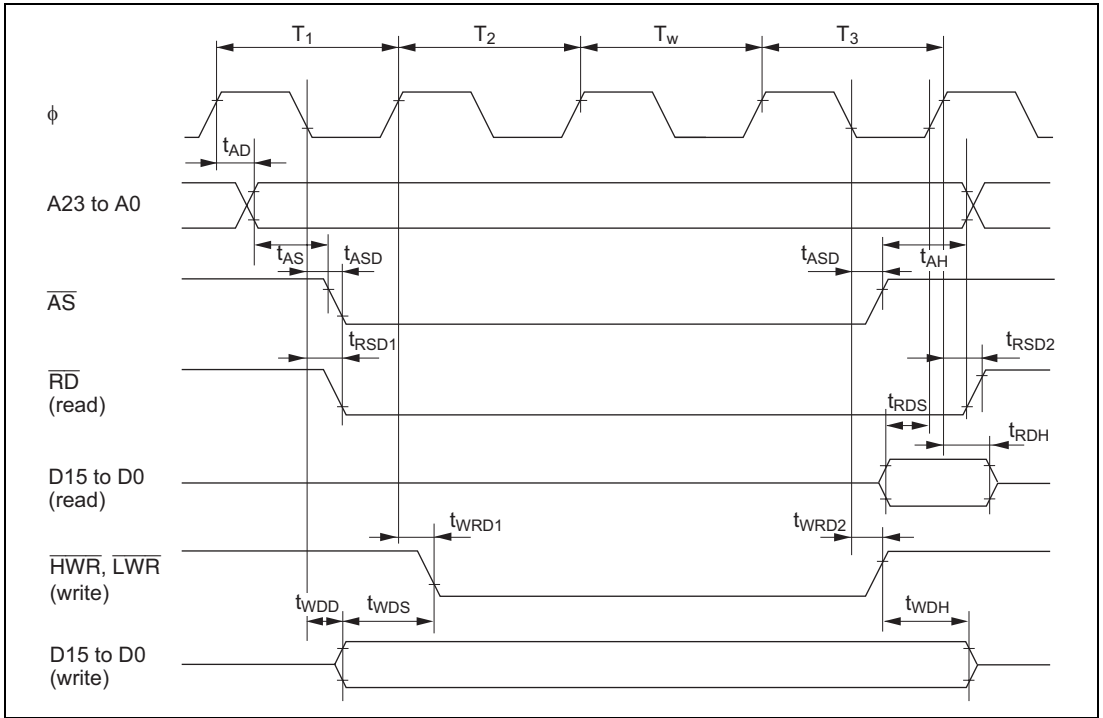 T1 T2 Tw T3
φ
tAD
A23 to A0
tAS tASD tASD tAH
AS
tRSD1 tRSD2
RD
(read)
tRDS
tRDH
D15 to D0
(read)
tWRD1 tWRD2
HWR, LWR
(write)
tWDD tWDS tWDH
D15 to D0
(write)